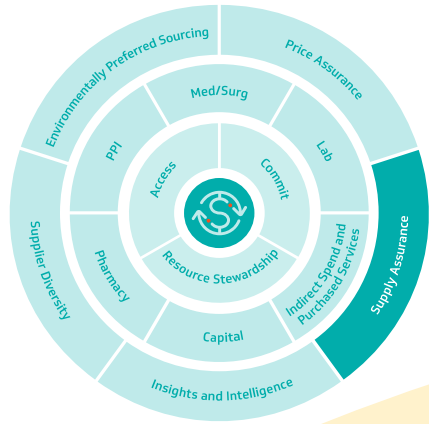 Environmentally Preferred Sourcing
Price Assurance
Supply Assurance
Insights and Intelligence
Supplier Diversity
Med/Surg
Lab
Indirect Spend and
Purchased Services
Capital
Pharmacy
PPI
Access
Commit
Resource Stewardship
$